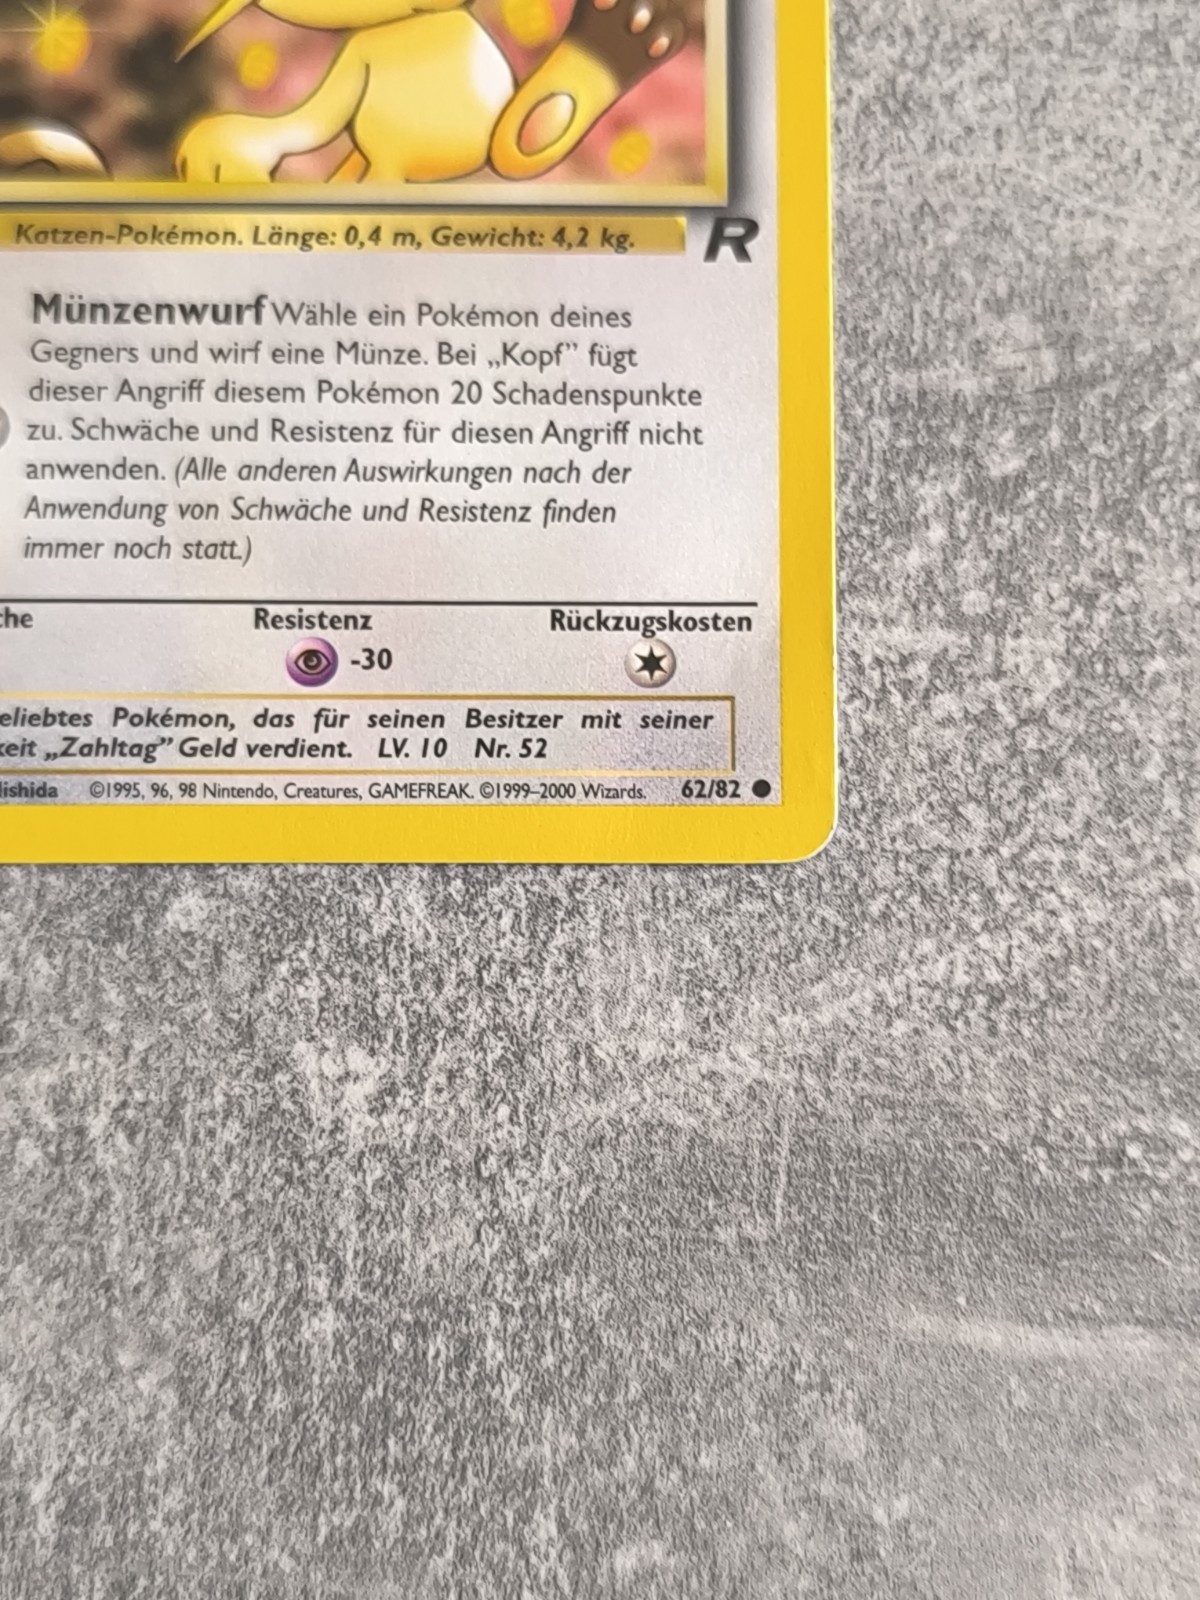 Katzen-Pokémon. Länge: 0,4 m, Gewicht: 4,2 kg.
R
Münzenwurf Wähle ein Pokémon deines
Gegners und wirf eine Münze. Bei „Kopf” fügt
dieser Angriff diesem Pokémon 20 Schadenspunkte
zu. Schwäche und Resistenz für diesen Angriff nicht
anwenden. (Alle anderen Auswirkungen nach der
Anwendung von Schwäche und Resistenz finden
immer noch statt.)
che Resistenz Rückzugskosten
-30
eliebtes Pokémon, das für seinen Besitzer mit seiner
keit „Zahltag” Geld verdient. LV. 10 Nr. 52
lishida ©1995, 96, 98 Nintendo, Creatures, GAMEFREAK. ©1999–2000 Wizards. 62/82 ●